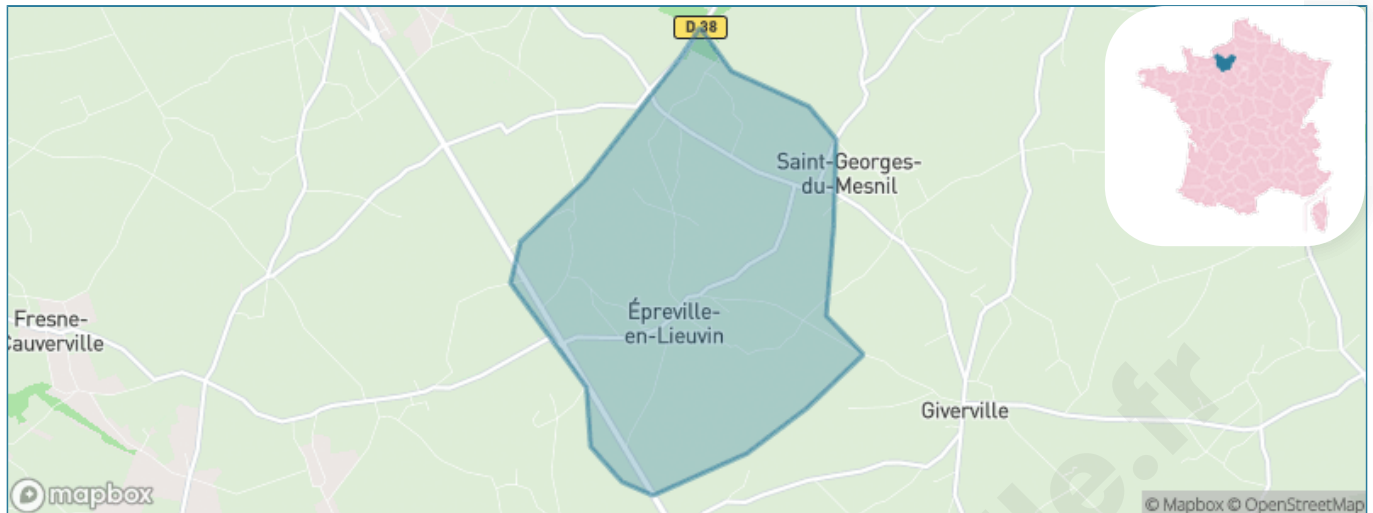 D 38
Saint-Georges-
du-Mesnil
Épreville-
en-Lieuvin
Fresne-
Cauverville
Giverville
mapbox
© Mapbox © OpenStreetMap